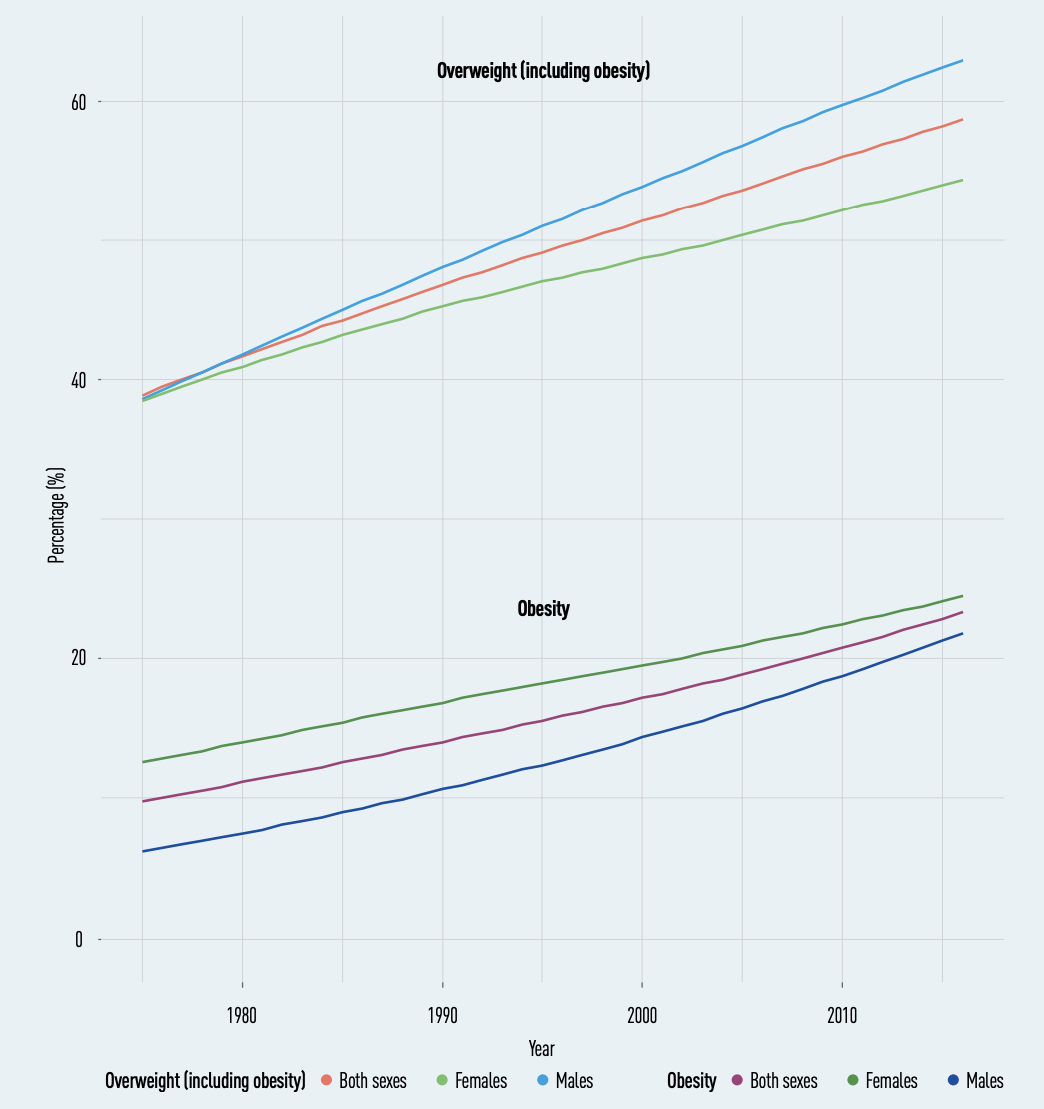 Overweight (including obesity)
60
40
Percentage (%)
Obesity
20
0
1980 1990 2000 2010
Year
Overweight (including obesity) Both sexes Females Males Obesity Both sexes Females Males